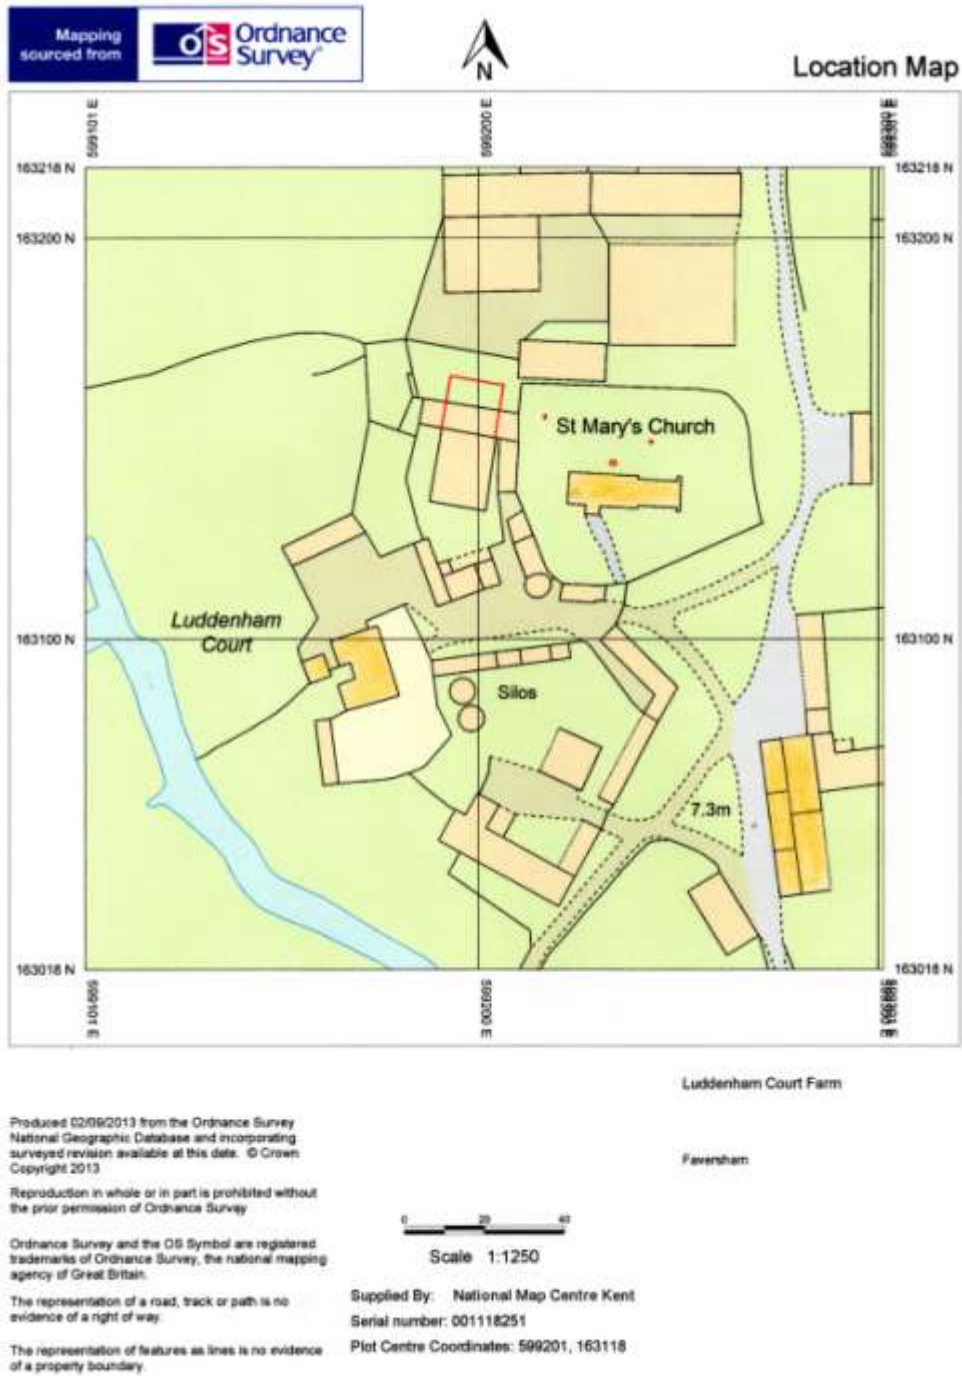 Mapping
sourced from
OS Ordnance
Survey
N
Location Map
599101 E
599200 E
163218 N
163218 N
163200 N
163200 N
St Mary's Church
Luddenham
Court
163100 N
163100 N
Silos
7.3m
163018 N
163018 N
599101 E
599200 E
Luddenham Court Farm
Faversham
Produced 02/09/2013 from the Ordnance Survey
National Geographic Database and incorporating
surveyed revision available at this date. © Crown
Copyright 2013
Reproduction in whole or in part is prohibited without
the prior permission of Ordnance Survey
Ordnance Survey and the OS Symbol are registered
trademarks of Ordnance Survey, the national mapping
agency of Great Britain.
The representation of a road, track or path is no
evidence of a right of way.
The representation of features as lines is no evidence
of a property boundary.
0 20 40
Scale 1:1250
Supplied By: National Map Centre Kent
Serial number: 001118251
Plot Centre Coordinates: 599201, 163118